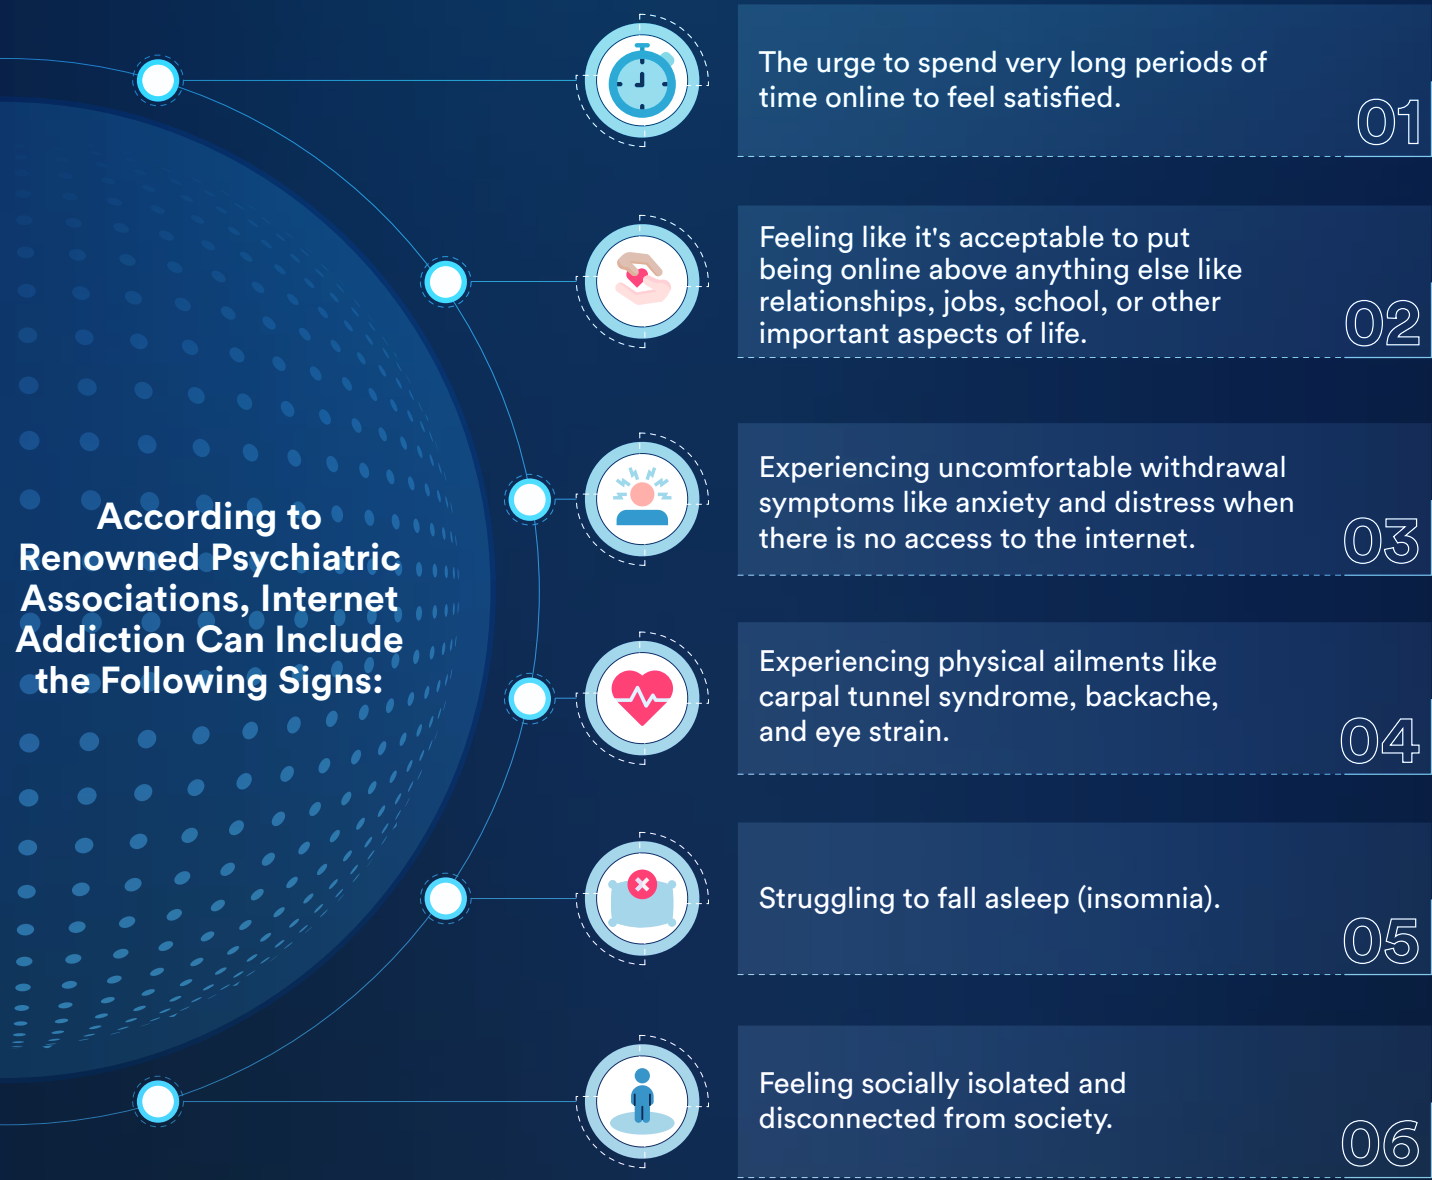 According to
Renowned Psychiatric
Associations, Internet
Addiction Can Include
the Following Signs:
The urge to spend very long periods of
time online to feel satisfied.
01
Feeling like it's acceptable to put
being online above anything else like
relationships, jobs, school, or other
important aspects of life.
02
Experiencing uncomfortable withdrawal
symptoms like anxiety and distress when
there is no access to the internet.
03
Experiencing physical ailments like
carpal tunnel syndrome, backache,
and eye strain.
04
Struggling to fall asleep (insomnia).
05
Feeling socially isolated and
disconnected from society.
06